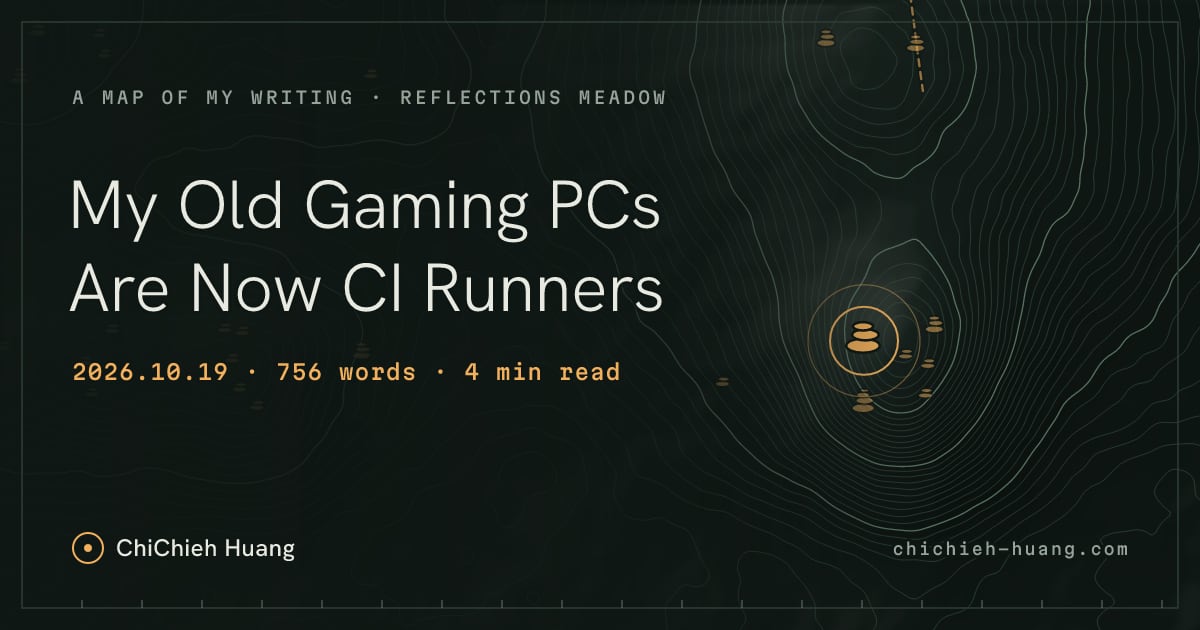 A MAP OF MY WRITING · REFLECTIONS MEADOW
My Old Gaming PCs
Are Now CI Runners
2026.10.19 · 756 words · 4 min read
ChiChieh Huang
chichieh-huang.com